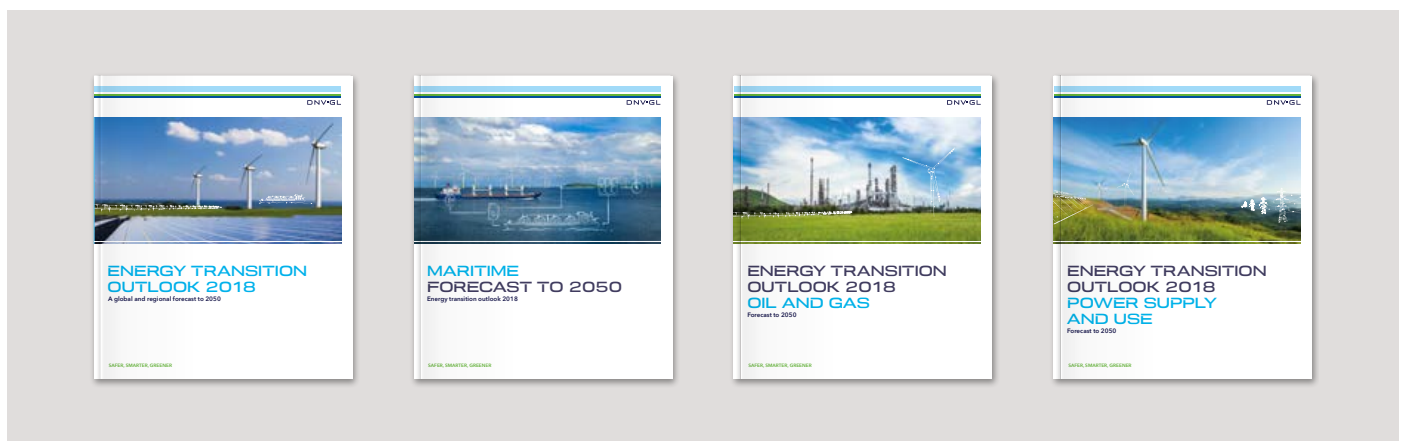 DNV·GL
ENERGY TRANSITION
OUTLOOK 2018
A global and regional forecast to 2050
SAFER, SMARTER, GREENER
DNV·GL
MARITIME
FORECAST TO 2050
Energy transition outlook 2018
SAFER, SMARTER, GREENER
DNV·GL
ENERGY TRANSITION
OUTLOOK 2018
OIL AND GAS
Forecast to 2050
SAFER, SMARTER, GREENER
DNV·GL
ENERGY TRANSITION
OUTLOOK 2018
POWER SUPPLY
AND USE
Forecast to 2050
SAFER, SMARTER, GREENER